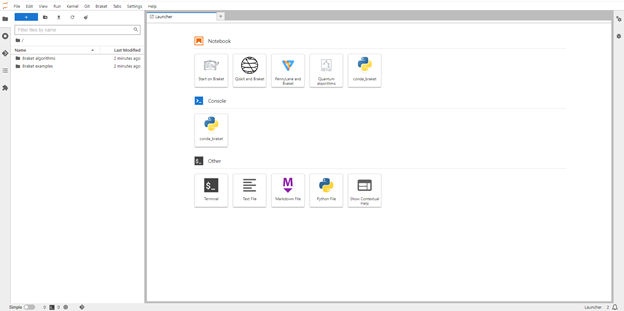 File Edit View Run Kernel Git Braket Tabs Settings Help
Filter files by name
/
Name Last Modified
Braket algorithms 2 minutes ago
Braket examples 2 minutes ago
Launcher
Notebook
Start on Braket
Qiskit and Braket
PennyLane and
Braket
Quantum
algorithms
conda_braket
Console
conda_braket
Other
$_
Terminal
Text File
M
Markdown File
Python File
Show Contextual
Help
Simple 0 0 Launcher 2